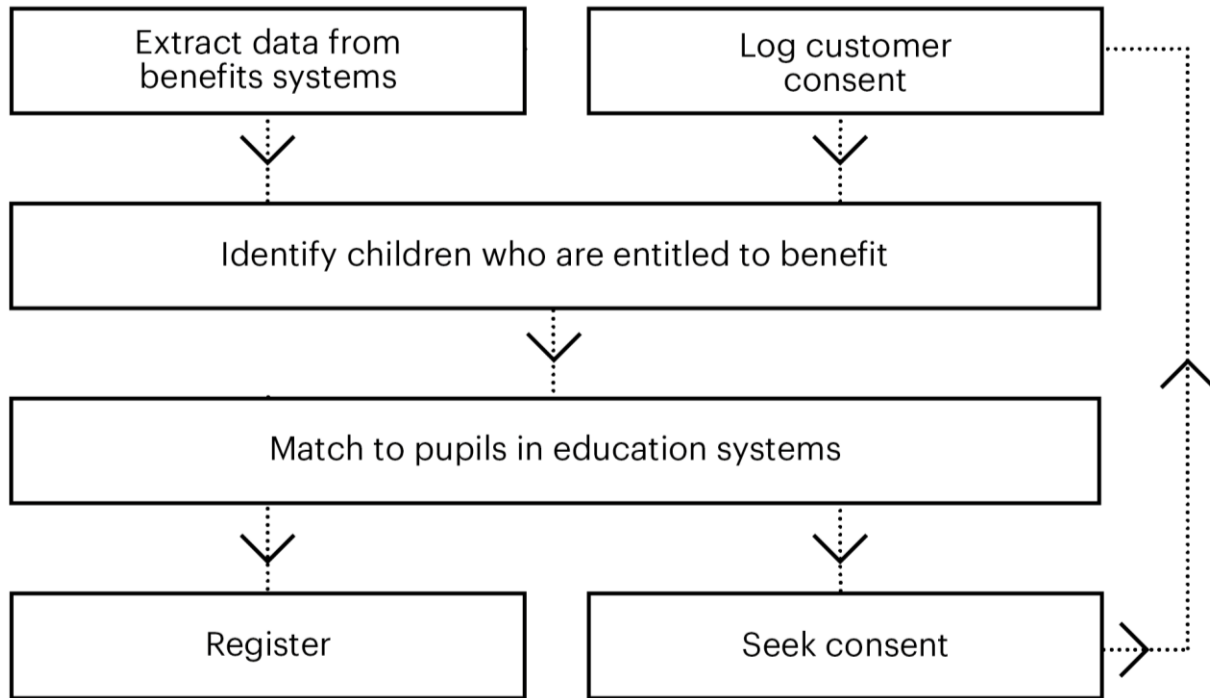 Extract data from
benefits systems
Log customer
consent
Identify children who are entitled to benefit
Match to pupils in education systems
Register
Seek consent